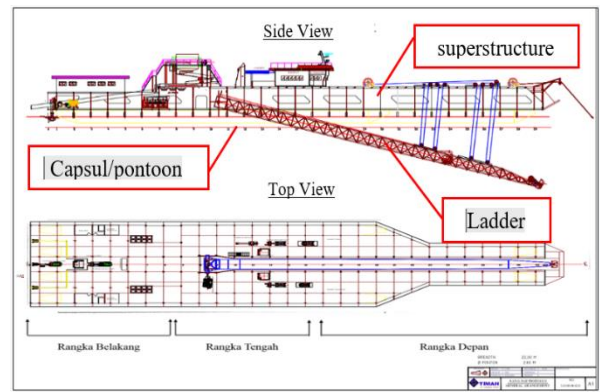 Side View
superstructure
Capsul/pontoon
Top View
Ladder
Rangka Belakang
Rangka Tengah
Rangka Depan
TIMAH